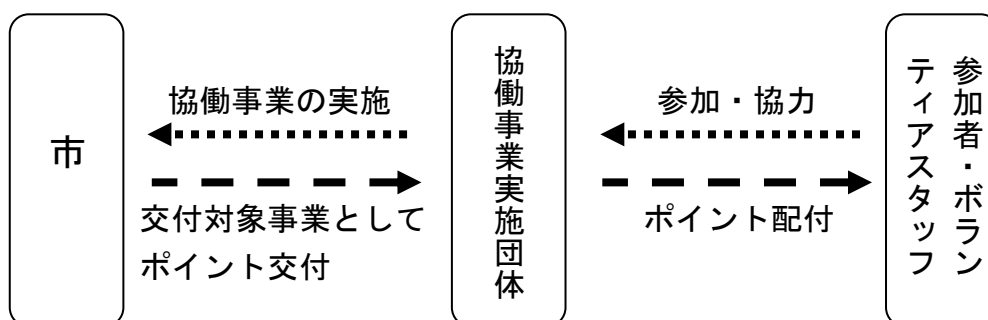 市
協働事業の実施
交付対象事業として
ポイント交付
協働事業実施団体
参加・協力
ポイント配付
参加者・ボラン
ティアスタッフ